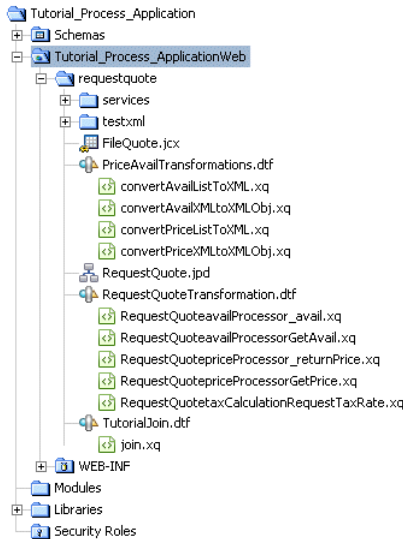 Tutorial_Process_Application
Schemas
Tutorial_Process_ApplicationWeb
requestquote
services
testxml
FileQuote.jcx
PriceAvailTransformations.dtf
convertAvailListToXML.xq
convertAvailXMLtoXMLObj.xq
convertPriceListToXML.xq
convertPriceXMLtoXMLObj.xq
RequestQuote.jpd
RequestQuoteTransformation.dtf
RequestQuoteavailProcessor_avail.xq
RequestQuoteavailProcessorGetAvail.xq
RequestQuotepriceProcessor_returnPrice.xq
RequestQuotepriceProcessorGetPrice.xq
RequestQuotetaxCalculationRequestTaxRate.xq
TutorialJoin.dtf
join.xq
WEB-INF
Modules
Libraries
Security Roles